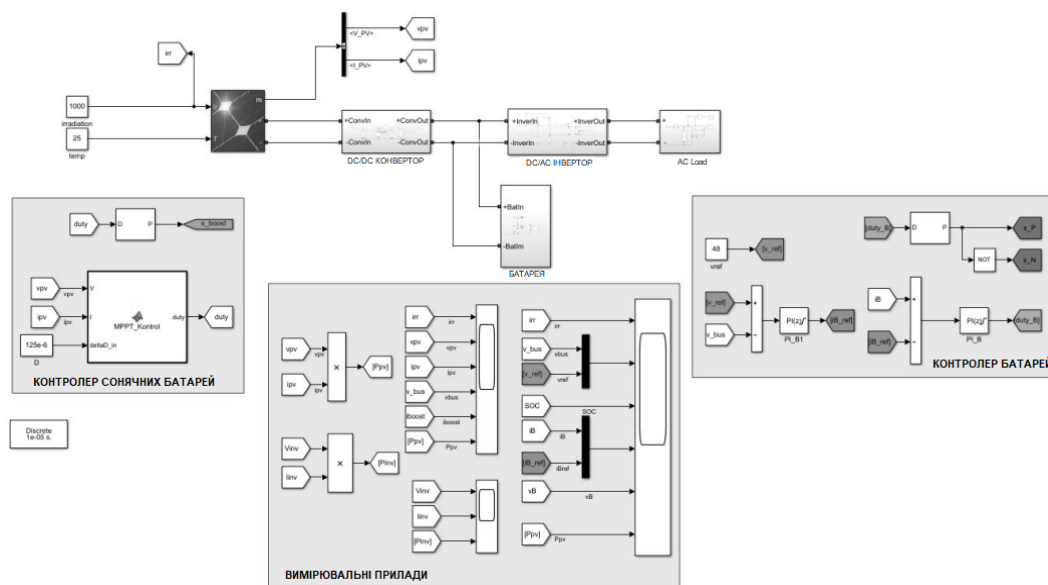 <V_PV>
vpv
irr
<I_PV>
ipv
1000
irradiation
25
temp
m
T
+
-
+ConvIn
+ConvOut
-ConvIn
-ConvOut
DC/DC КОНВЕРТОР
+InverIn
+InverOut
-InverIn
-InverOut
DC/AC ІНВЕРТОР
+
-
AC Load
+BatIn
-BatIm
БАТАРЕЯ
duty
D
P
s_boost
vpv
vpv
V
ipv
ipv
I
MPPT_Kontrol
duty
duty
125e-6
D
deltaD_in
КОНТРОЛЕР СОНЯЧНИХ БАТАРЕЙ
Discrete
1e-05 s.
vpv
vpv
ipv
ipv
×
[Ppv]
Vinv
Iinv
×
[Pinv]
irr
irr
vpv
vpv
ipv
ipv
v_bus
vbus
iboost
iboost
[Ppv]
Ppv
Vinv
Iinv
[Pinv]
irr
irr
v_bus
vbus
[v_ref]
vref
SOC
SOC
iB
iB
[iB_ref]
iBref
vB
vB
[Ppv]
Ppv
ВИМІРЮВАЛЬНІ ПРИЛАДИ
48
vref
[v_ref]
[duty_B]
D
P
s_P
NOT
s_N
[v_ref]
v_bus
+
−
PI(z)
PI_B1
[iB_ref]
iB
[iB_ref]
+
−
PI(z)
PI_B
[duty_B]
КОНТРОЛЕР БАТАРЕЙ